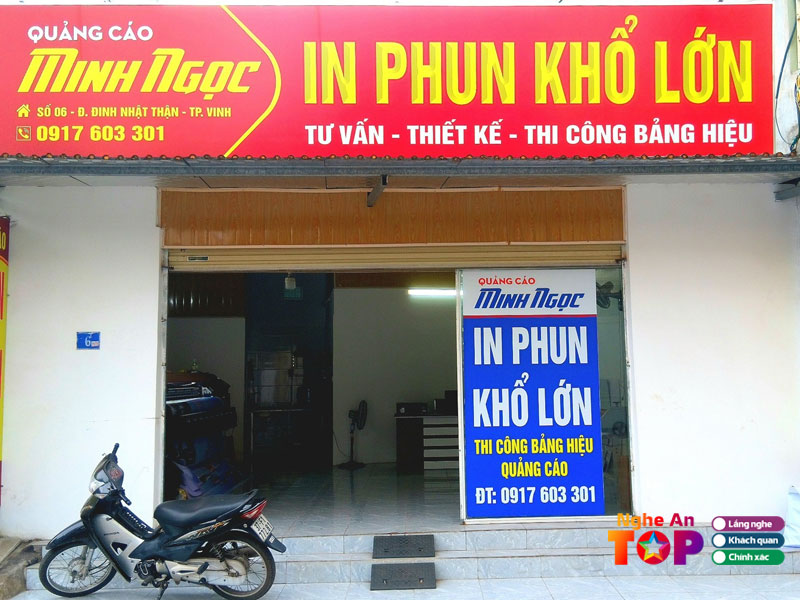 QUẢNG CÁO
MINH NGỌC
SỐ 06 - Đ. ĐINH NHẬT THẬN - TP. VINH
0917 603 301
IN PHUN KHỔ LỚN
TƯ VẤN - THIẾT KẾ - THI CÔNG BẢNG HIỆU
QUẢNG CÁO
MINH NGỌC
IN PHUN
KHỔ LỚN
THI CÔNG BẢNG HIỆU
QUẢNG CÁO
ĐT: 0917 603 301
6
Nghe An
TOP
Lắng nghe
Khách quan
Chính xác